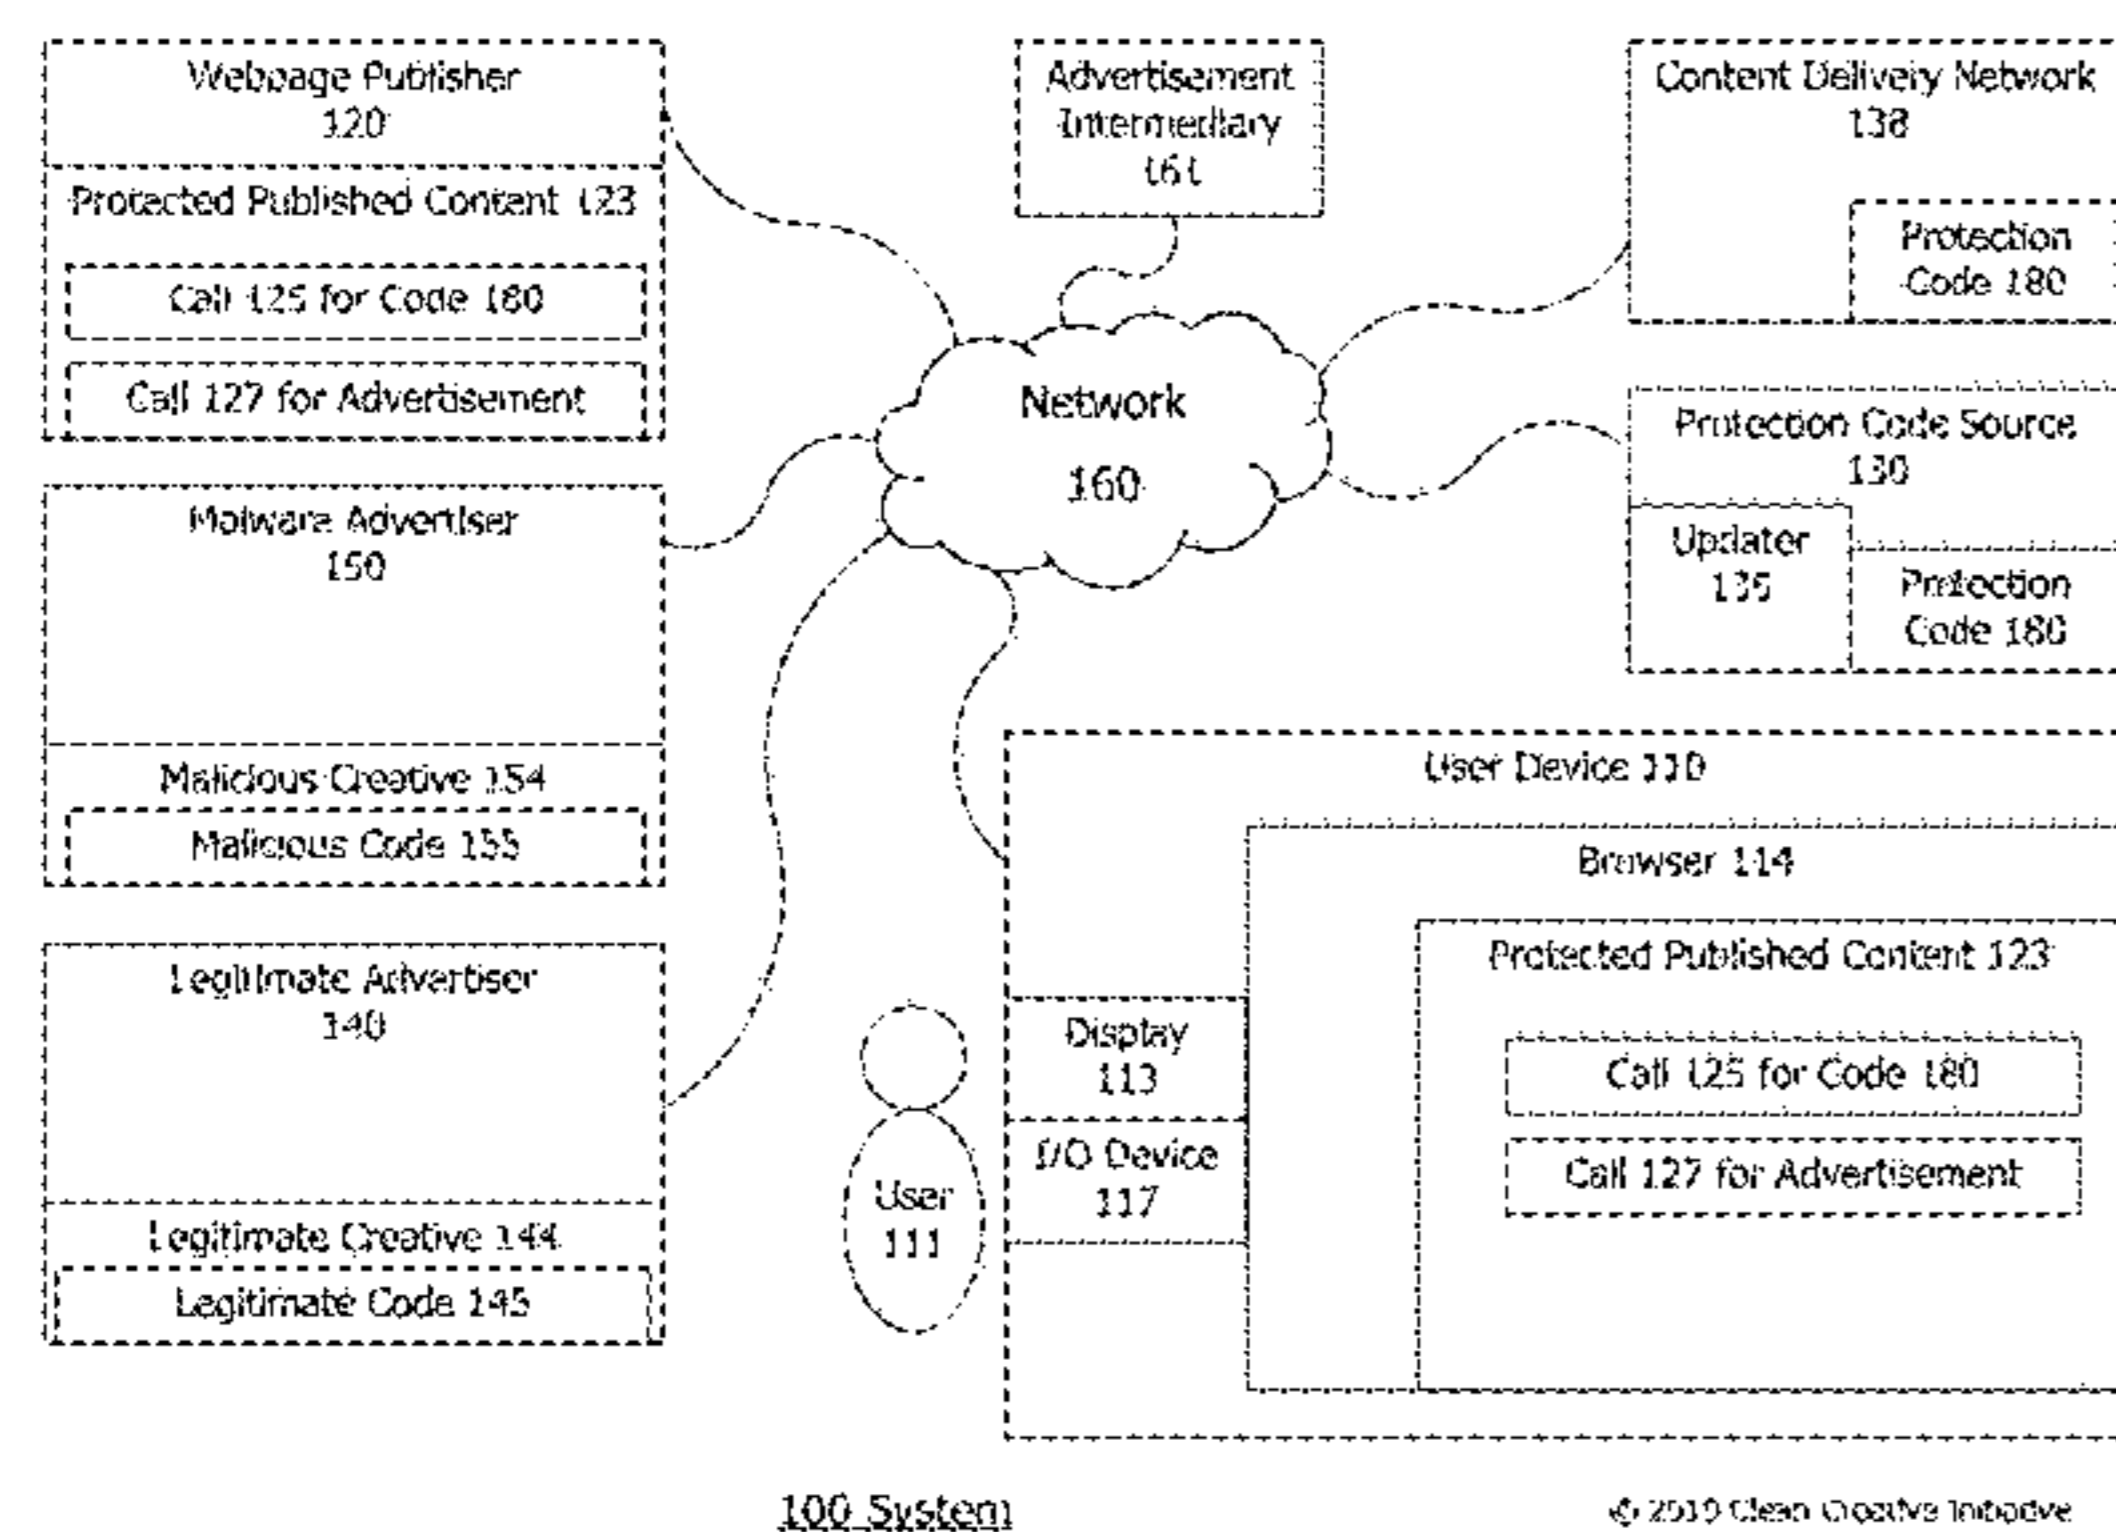 Webpage Publisher
120
Protected Published Content 123
Call 125 for Code 180
Call 127 for Advertisement
Malware Advertiser
150
Malicious Creative 154
Malicious Code 155
Legitimate Advertiser
140
Legitimate Creative 144
Legitimate Code 145
Advertisement
Intermediary
161
Network
160
Content Delivery Network
138
Protection
Code 180
Protection Code Source
130
Updater
135
Protection
Code 180
User Device 110
Browser 114
Protected Published Content 123
Call 125 for Code 180
Call 127 for Advertisement
Display
113
I/O Device
117
User
111
100 System
© 2019 Clean Creative Initiative